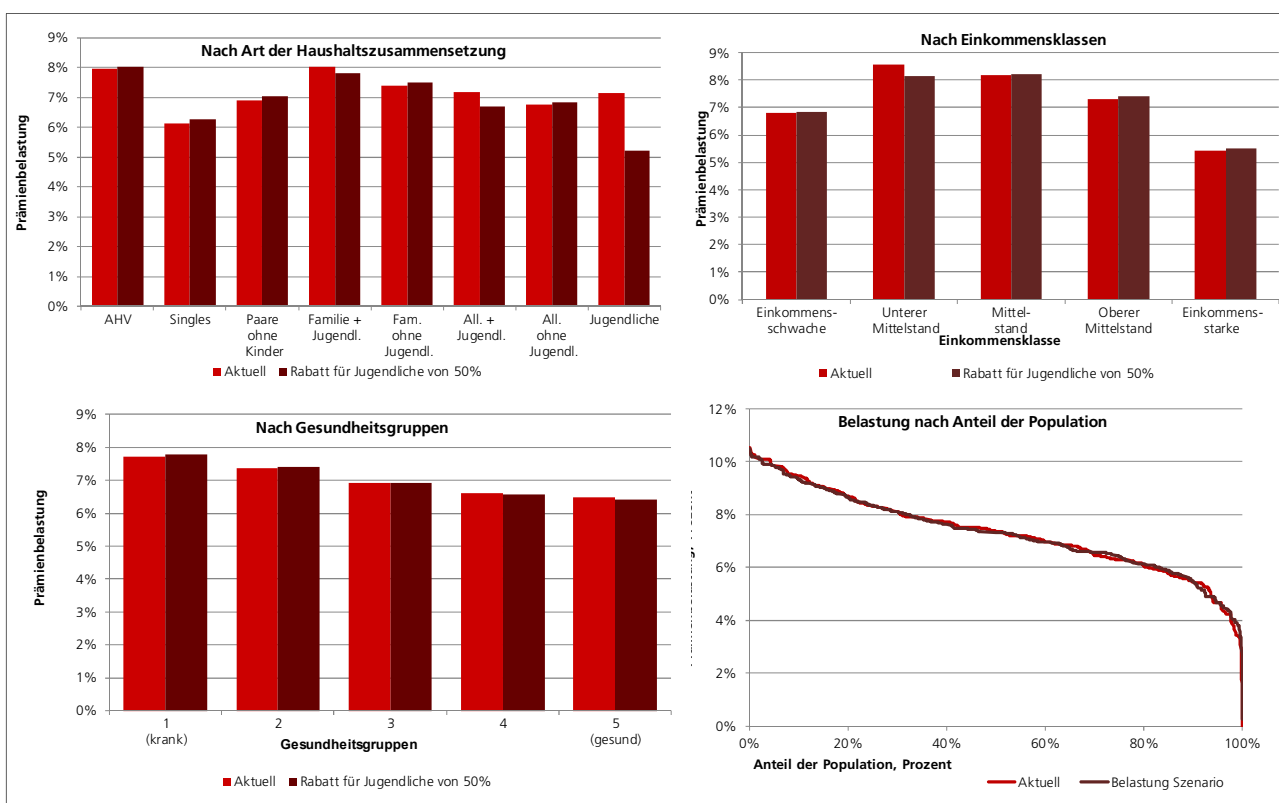 Nach Art der Haushaltszusammensetzung
9%
8%
7%
6%
5%
4%
3%
2%
1%
0%
Prämienbelastung
AHV Singles Paare ohne Kinder Familie + Jugendl. Fam. ohne Jugendl. All. + Jugendl. All. ohne Jugendl. Jugendliche
Aktuell Rabatt für Jugendliche von 50%
Nach Einkommensklassen
9%
8%
7%
6%
5%
4%
3%
2%
1%
0%
Prämienbelastung
Einkommens-schwache Unterer Mittelstand Mittel-stand Oberer Mittelstand Einkommens-starke
Einkommensklasse
Aktuell Rabatt für Jugendliche von 50%
Nach Gesundheitsgruppen
9%
8%
7%
6%
5%
4%
3%
2%
1%
0%
Prämienbelastung
1 2 3 4 5
(krank) (gesund)
Gesundheitsgruppen
Aktuell Rabatt für Jugendliche von 50%
Belastung nach Anteil der Population
12%
10%
8%
6%
4%
2%
0%
0% 20% 40% 60% 80% 100%
Anteil der Population, Prozent
Aktuell Belastung Szenario